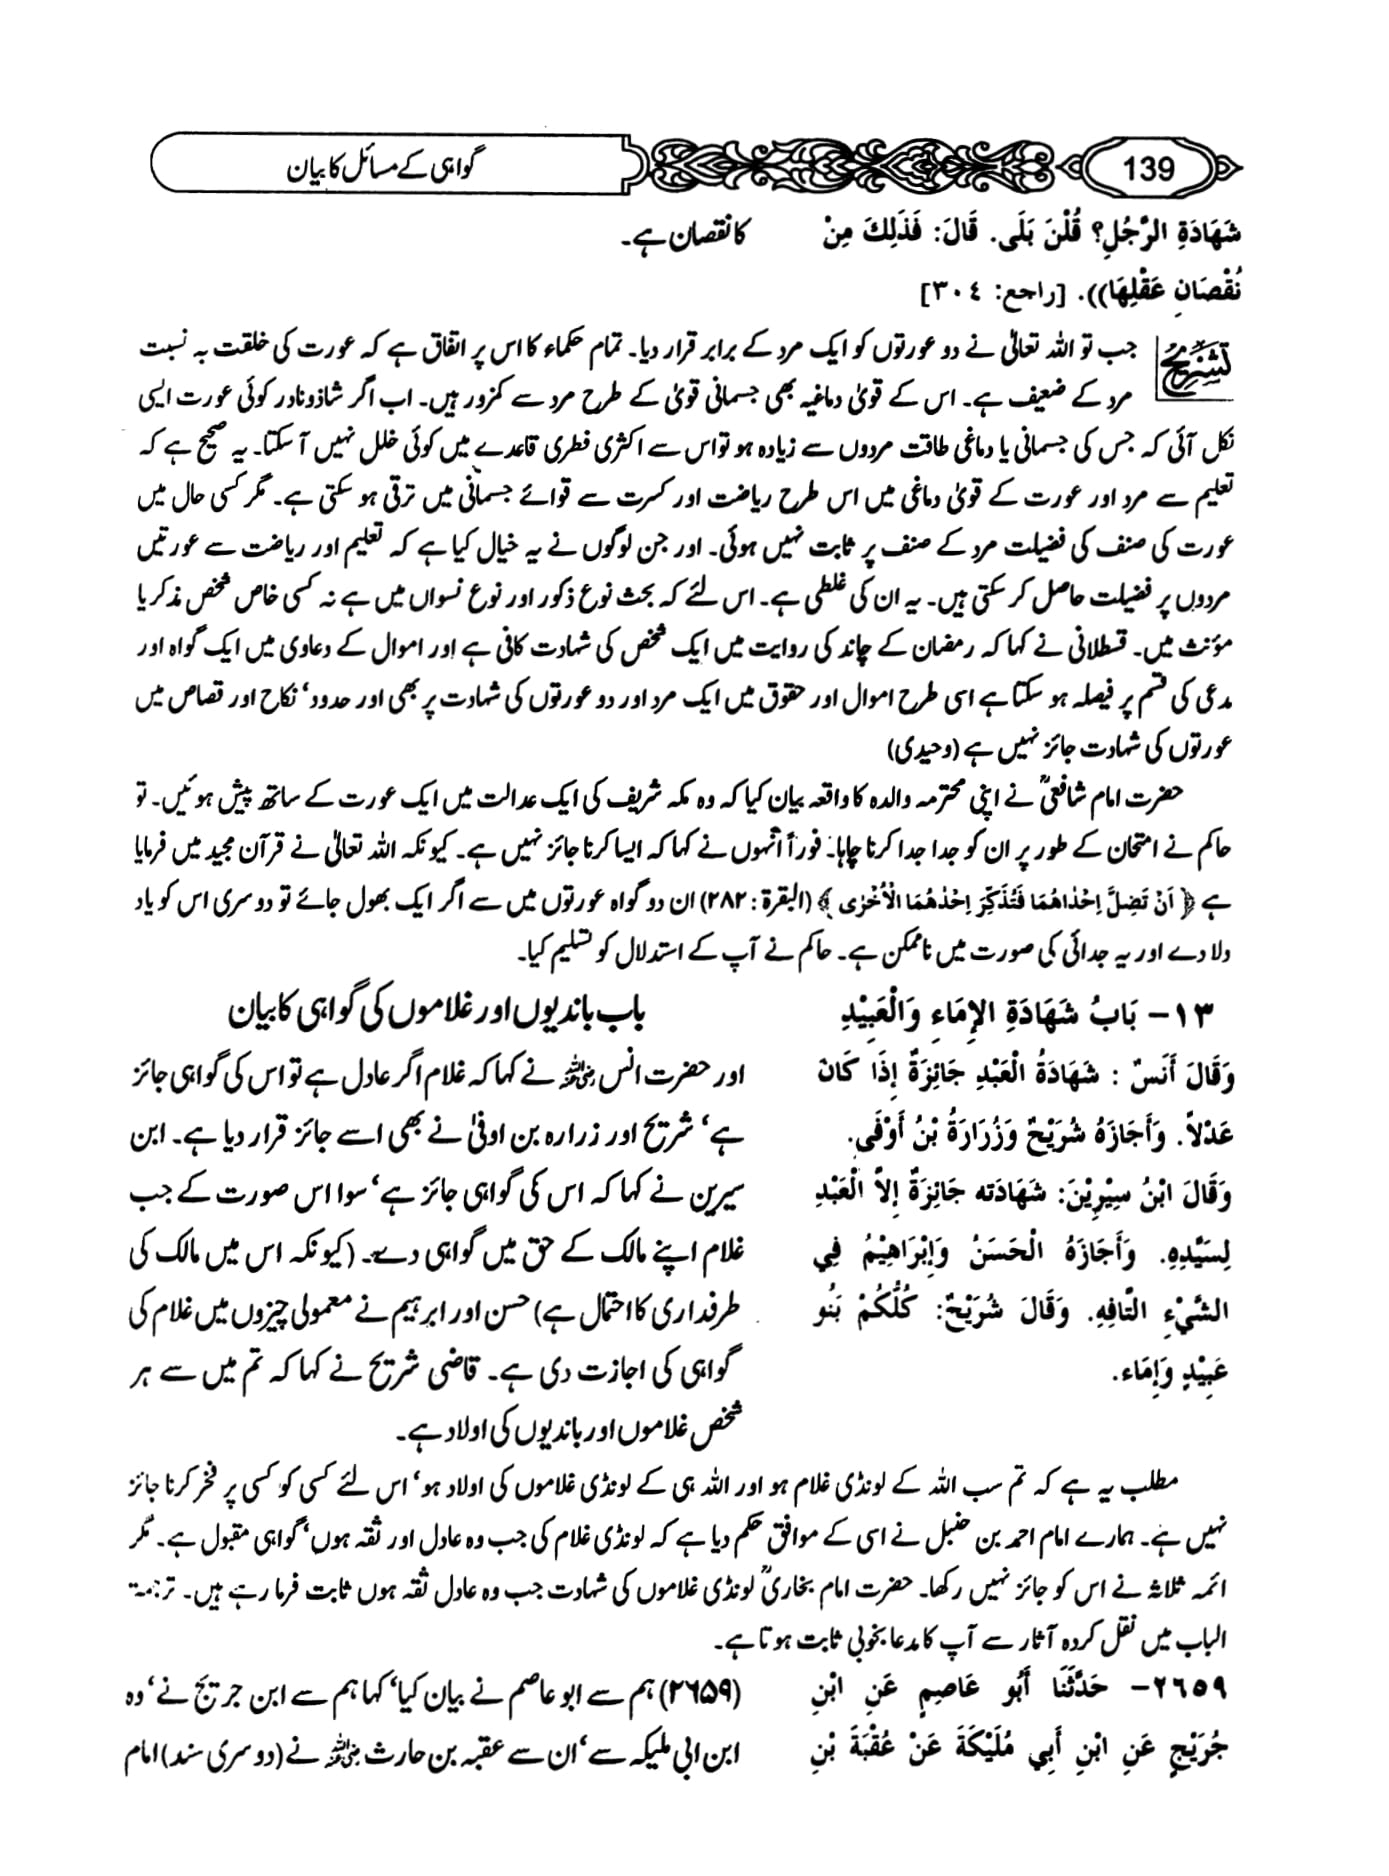 139
گواہی کے مسائل کا بیان
شَهَادَةِ الرَّجُلِ؟ قُلْنَ بَلَى. قَالَ: فَذَلِكَ مِنْ
نُقْصَانِ عَقْلِهَا)). [راجع: ٣٠٤]
کا نقصان ہے۔
تشریح
جب تو اللہ تعالیٰ نے دو عورتوں کو ایک مرد کے برابر قرار دیا۔ تمام حکماء کا اس پر اتفاق ہے کہ عورت کی خلقت بہ نسبت
مرد کے ضعیف ہے۔ اس کے قویٰ دماغیہ بھی جسمانی قویٰ کے طرح مرد سے کمزور ہیں۔ اب اگر شاذ و نادر کوئی عورت ایسی
نکل آئی کہ جس کی جسمانی یا دماغی طاقت مردوں سے زیادہ ہو تو اس سے اکثری فطری قاعدے میں کوئی خلل نہیں آ سکتا۔ یہ صحیح ہے کہ
تعلیم سے مرد اور عورت کے قویٰ دماغی میں اس طرح ریاضت اور کسرت سے قوائے جسمانی میں ترقی ہو سکتی ہے۔ مگر کسی حال میں
عورت کی صنف کی فضیلت مرد کے صنف پر ثابت نہیں ہوئی۔ اور جن لوگوں نے یہ خیال کیا ہے کہ تعلیم اور ریاضت سے عورتیں
مردوں پر فضیلت حاصل کر سکتی ہیں۔ یہ ان کی غلطی ہے۔ اس لئے کہ بحث نوع ذکور اور نوع نسواں میں ہے نہ کسی خاص شخص مذکر یا
مؤنث میں۔ قسطلانی نے کہا کہ رمضان کے چاند کی روایت میں ایک شخص کی شہادت کافی ہے اور اموال کے دعاوی میں ایک گواہ اور
مدعی کی قسم پر فیصلہ ہو سکتا ہے اسی طرح اموال اور حقوق میں ایک مرد اور دو عورتوں کی شہادت پر بھی اور حدود‘ نکاح اور قصاص میں
عورتوں کی شہادت جائز نہیں ہے (وحیدی)
حضرت امام شافعیؒ نے اپنی محترمہ والدہ کا واقعہ بیان کیا کہ وہ مکہ شریف کی ایک عدالت میں ایک عورت کے ساتھ پیش ہوئیں۔ تو
حاکم نے امتحان کے طور پر ان کو جدا جدا کرنا چاہا۔ فوراً انہوں نے کہا کہ ایسا کرنا جائز نہیں ہے۔ کیونکہ اللہ تعالیٰ نے قرآن مجید میں فرمایا
ہے ﴿ اَنْ تَضِلَّ اِحْدٰاهُمَا فَتُذَكِّرَ اِحْدٰهُمَا الْاُخْرٰى ﴾ (البقرة : ۲۸۲) ان دو گواہ عورتوں میں سے اگر ایک بھول جائے تو دوسری اس کو یاد
دلا دے اور یہ جدائی کی صورت میں ناممکن ہے۔ حاکم نے آپ کے استدلال کو تسلیم کیا۔
١٣– بَابُ شَهَادَةِ الإِمَاءِ وَالْعَبِيْدِ
وَقَالَ أَنَسٌ : شَهَادَةُ الْعَبْدِ جَائِزَةٌ إِذَا كَانَ
عَدْلاً. وَأَجَازَهُ شُرَيْحٌ وَزُرَارَةُ بْنُ أَوْفَى.
وَقَالَ ابْنُ سِيْرِيْنَ: شَهَادَته جَائِزَةٌ إِلاَّ الْعَبْدِ
لِسَيِّدِهِ. وَأَجَازَهُ الْحَسَنُ وَإِبْرَاهِيْمُ فِي
الشَّيْءِ التَّافِهِ. وَقَالَ شُرَيْحٌ: كُلُّكُمْ بَنُو
عَبِيْدٍ وَإِمَاء.
باب باندیوں اور غلاموں کی گواہی کا بیان
اور حضرت انس رضی اللہ عنہ نے کہا کہ غلام اگر عادل ہے تو اس کی گواہی جائز
ہے‘ شریح اور زرارہ بن اوفیٰ نے بھی اسے جائز قرار دیا ہے۔ ابن
سیرین نے کہا کہ اس کی گواہی جائز ہے‘ سوا اس صورت کے جب
غلام اپنے مالک کے حق میں گواہی دے۔ (کیونکہ اس میں مالک کی
طرفداری کا احتمال ہے) حسن اور ابرہیم نے معمولی چیزوں میں غلام کی
گواہی کی اجازت دی ہے۔ قاضی شریح نے کہا کہ تم میں سے ہر
شخص غلاموں اور باندیوں کی اولاد ہے۔
مطلب یہ ہے کہ تم سب اللہ کے لونڈی غلام ہو اور اللہ ہی کے لونڈی غلاموں کی اولاد ہو‘ اس لئے کسی کو کسی پر فخر کرنا جائز
نہیں ہے۔ ہمارے امام احمد بن حنبل نے اسی کے موافق حکم دیا ہے کہ لونڈی غلام کی جب وہ عادل اور ثقہ ہوں‘ گواہی مقبول ہے۔ مگر
ائمہ ثلاثہ نے اس کو جائز نہیں رکھا۔ حضرت امام بخاریؒ لونڈی غلاموں کی شہادت جب وہ عادل ثقہ ہوں ثابت فرما رہے ہیں۔ ترجمۃ
الباب میں نقل کردہ آثار سے آپ کا مدعا بخوبی ثابت ہوتا ہے۔
٢٦٥٩– حَدَّثَنَا أَبُو عَاصِمٍ عَنِ ابْنِ
جُرَيْجٍ عَنِ ابْنِ أَبِي مُلَيْكَةَ عَنْ عُقْبَةَ بْنِ
(۲۶۵۹) ہم سے ابو عاصم نے بیان کیا‘ کہا ہم سے ابن جریج نے‘ وہ
ابن ابی ملیکہ سے‘ ان سے عقبہ بن حارث رضی اللہ عنہ نے (دوسری سند) امام